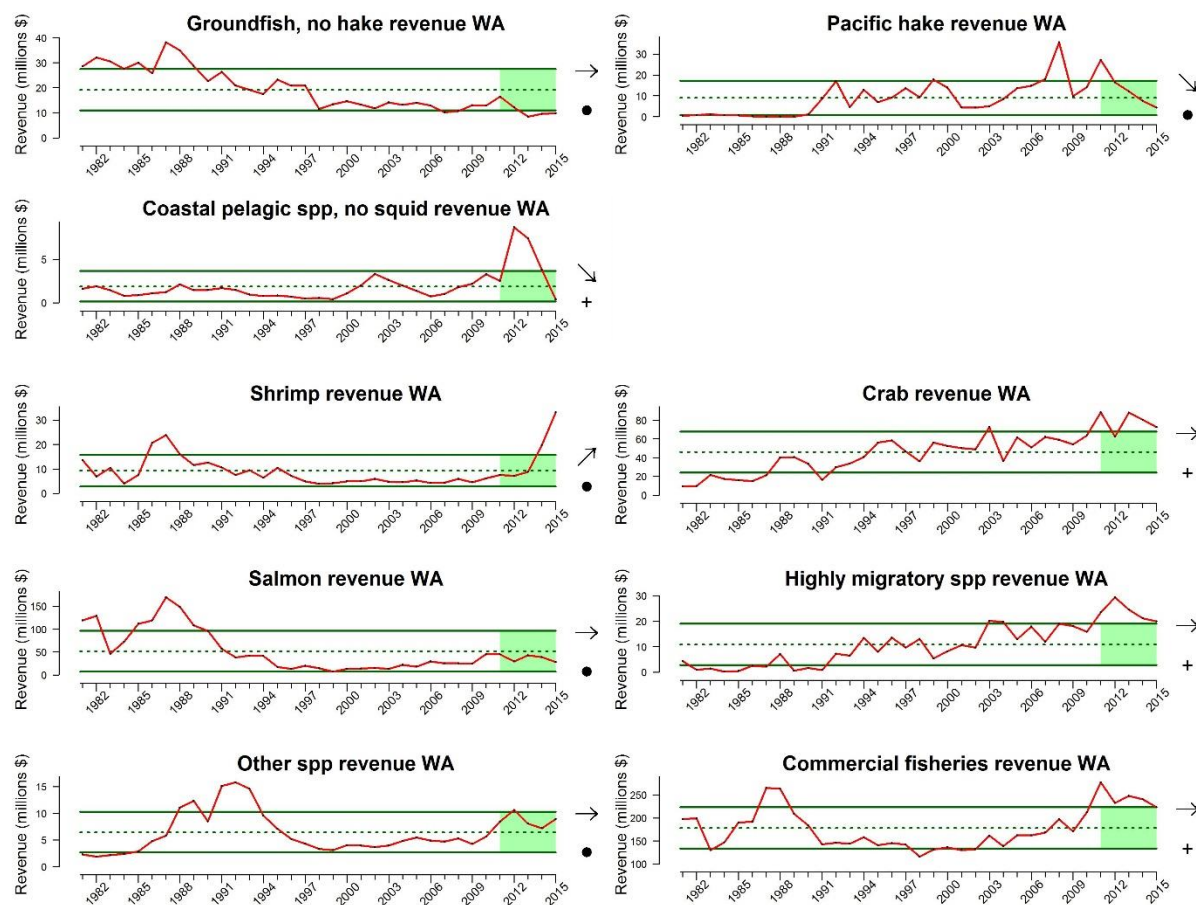 Groundfish, no hake revenue WA
Revenue (millions $)
40
30
20
10
0
1982 1985 1988 1991 1994 1997 2000 2003 2006 2009 2012 2015
Pacific hake revenue WA
Revenue (millions $)
30
20
10
0
1982 1985 1988 1991 1994 1997 2000 2003 2006 2009 2012 2015
Coastal pelagic spp, no squid revenue WA
Revenue (millions $)
5
0
1982 1985 1988 1991 1994 1997 2000 2003 2006 2009 2012 2015
Shrimp revenue WA
Revenue (millions $)
30
20
10
0
1982 1985 1988 1991 1994 1997 2000 2003 2006 2009 2012 2015
Crab revenue WA
Revenue (millions $)
80
60
40
20
0
1982 1985 1988 1991 1994 1997 2000 2003 2006 2009 2012 2015
Salmon revenue WA
Revenue (millions $)
150
100
50
0
1982 1985 1988 1991 1994 1997 2000 2003 2006 2009 2012 2015
Highly migratory spp revenue WA
Revenue (millions $)
30
20
10
0
1982 1985 1988 1991 1994 1997 2000 2003 2006 2009 2012 2015
Other spp revenue WA
Revenue (millions $)
15
10
5
0
1982 1985 1988 1991 1994 1997 2000 2003 2006 2009 2012 2015
Commercial fisheries revenue WA
Revenue (millions $)
250
200
150
100
1982 1985 1988 1991 1994 1997 2000 2003 2006 2009 2012 2015